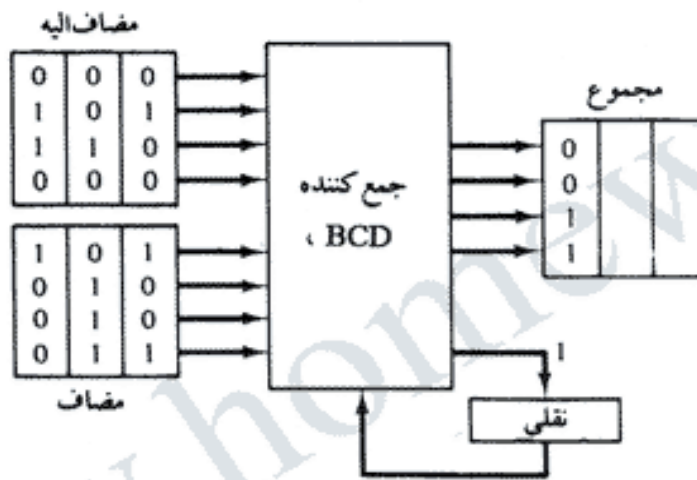 مضاف‌الیه
0 0 0
1 0 1
1 1 0
0 0 0
1 0 1
0 1 0
0 1 0
0 1 1
مضاف
جمع کننده
BCD ،
مجموع
0
0
1
1
1
نقلی
homew